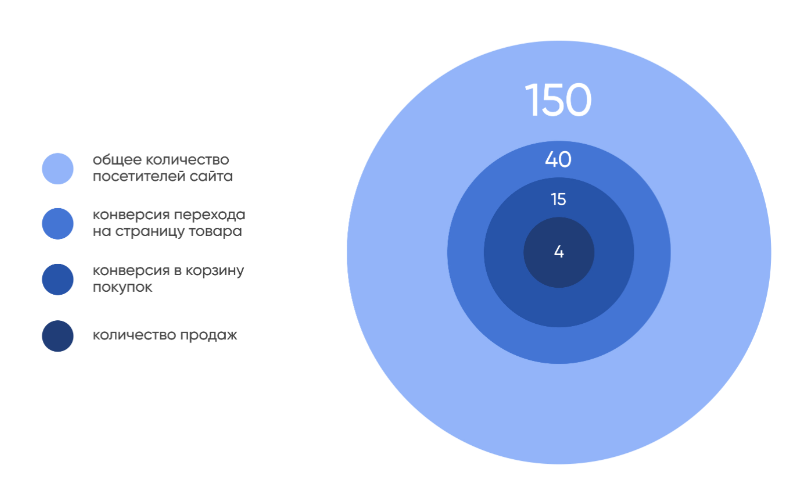 общее количество
посетителей сайта
конверсия перехода
на страницу товара
конверсия в корзину
покупок
количество продаж
150
40
15
4